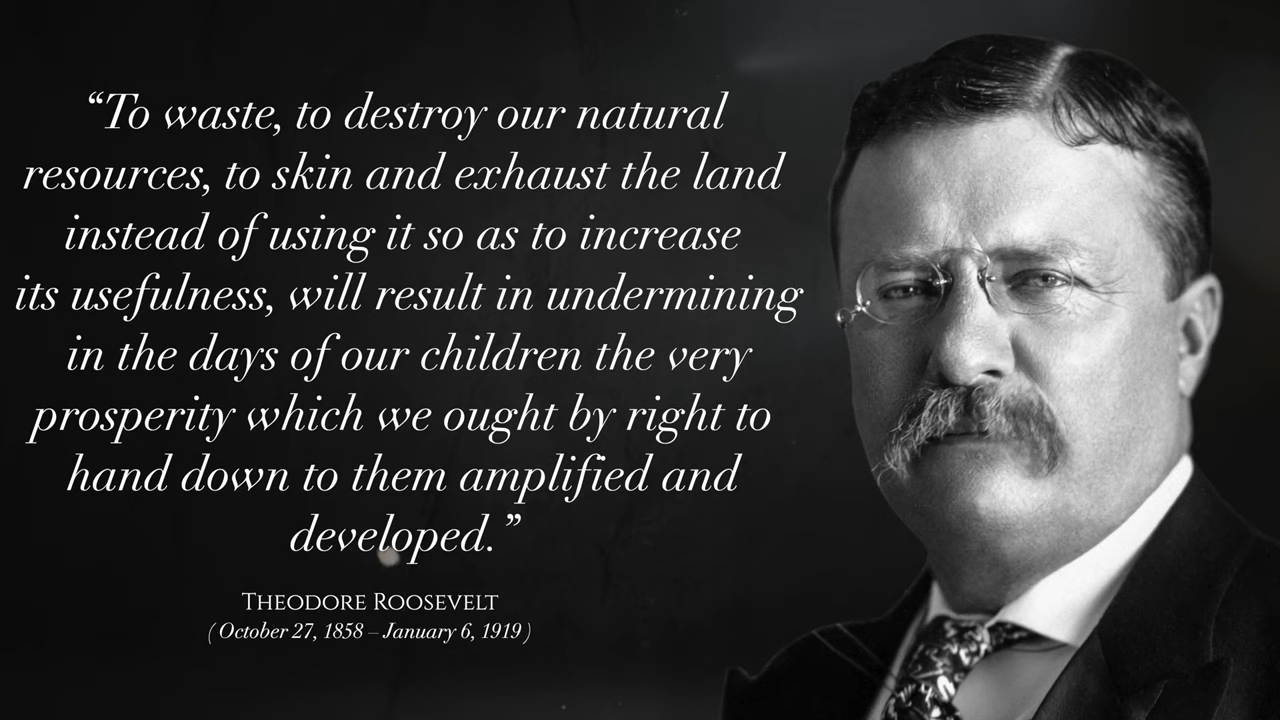 “To waste, to destroy our natural
resources, to skin and exhaust the land
instead of using it so as to increase
its usefulness, will result in undermining
in the days of our children the very
prosperity which we ought by right to
hand down to them amplified and
developed.”
Theodore Roosevelt
( October 27, 1858 – January 6, 1919 )